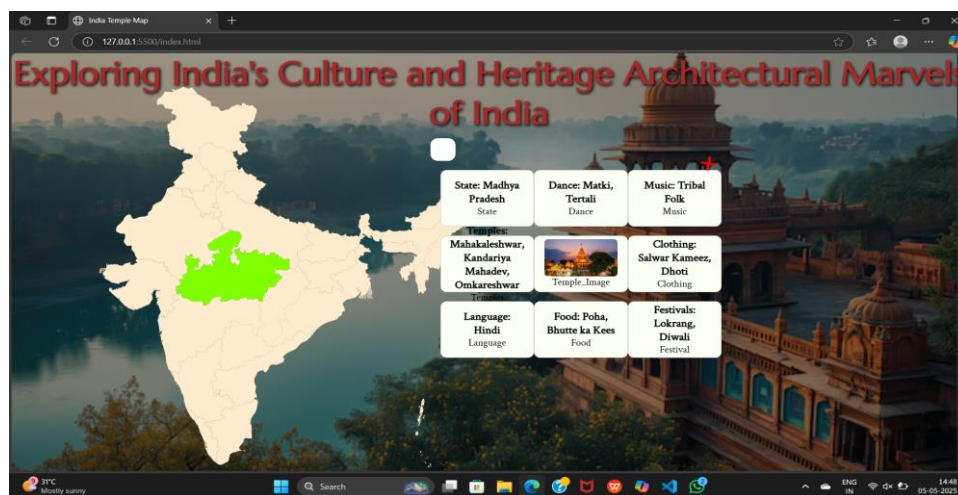 India Temple Map
127.0.0.1:5500/index.html
Exploring India's Culture and Heritage Architectural Marvels
of India
State: Madhya
Pradesh
State
Dance: Matki,
Tertali
Dance
Music: Tribal
Folk
Music
Temples:
Mahakaleshwar,
Kandariya
Mahadev,
Omkareshwar
Temples
Temple_Image
Clothing:
Salwar Kameez,
Dhoti
Clothing
Language:
Hindi
Language
Food: Poha,
Bhutte ka Kees
Food
Festivals:
Lokrang,
Diwali
Festival
31°C
Mostly sunny
Search
ENG
IN
14:48
05-05-2025